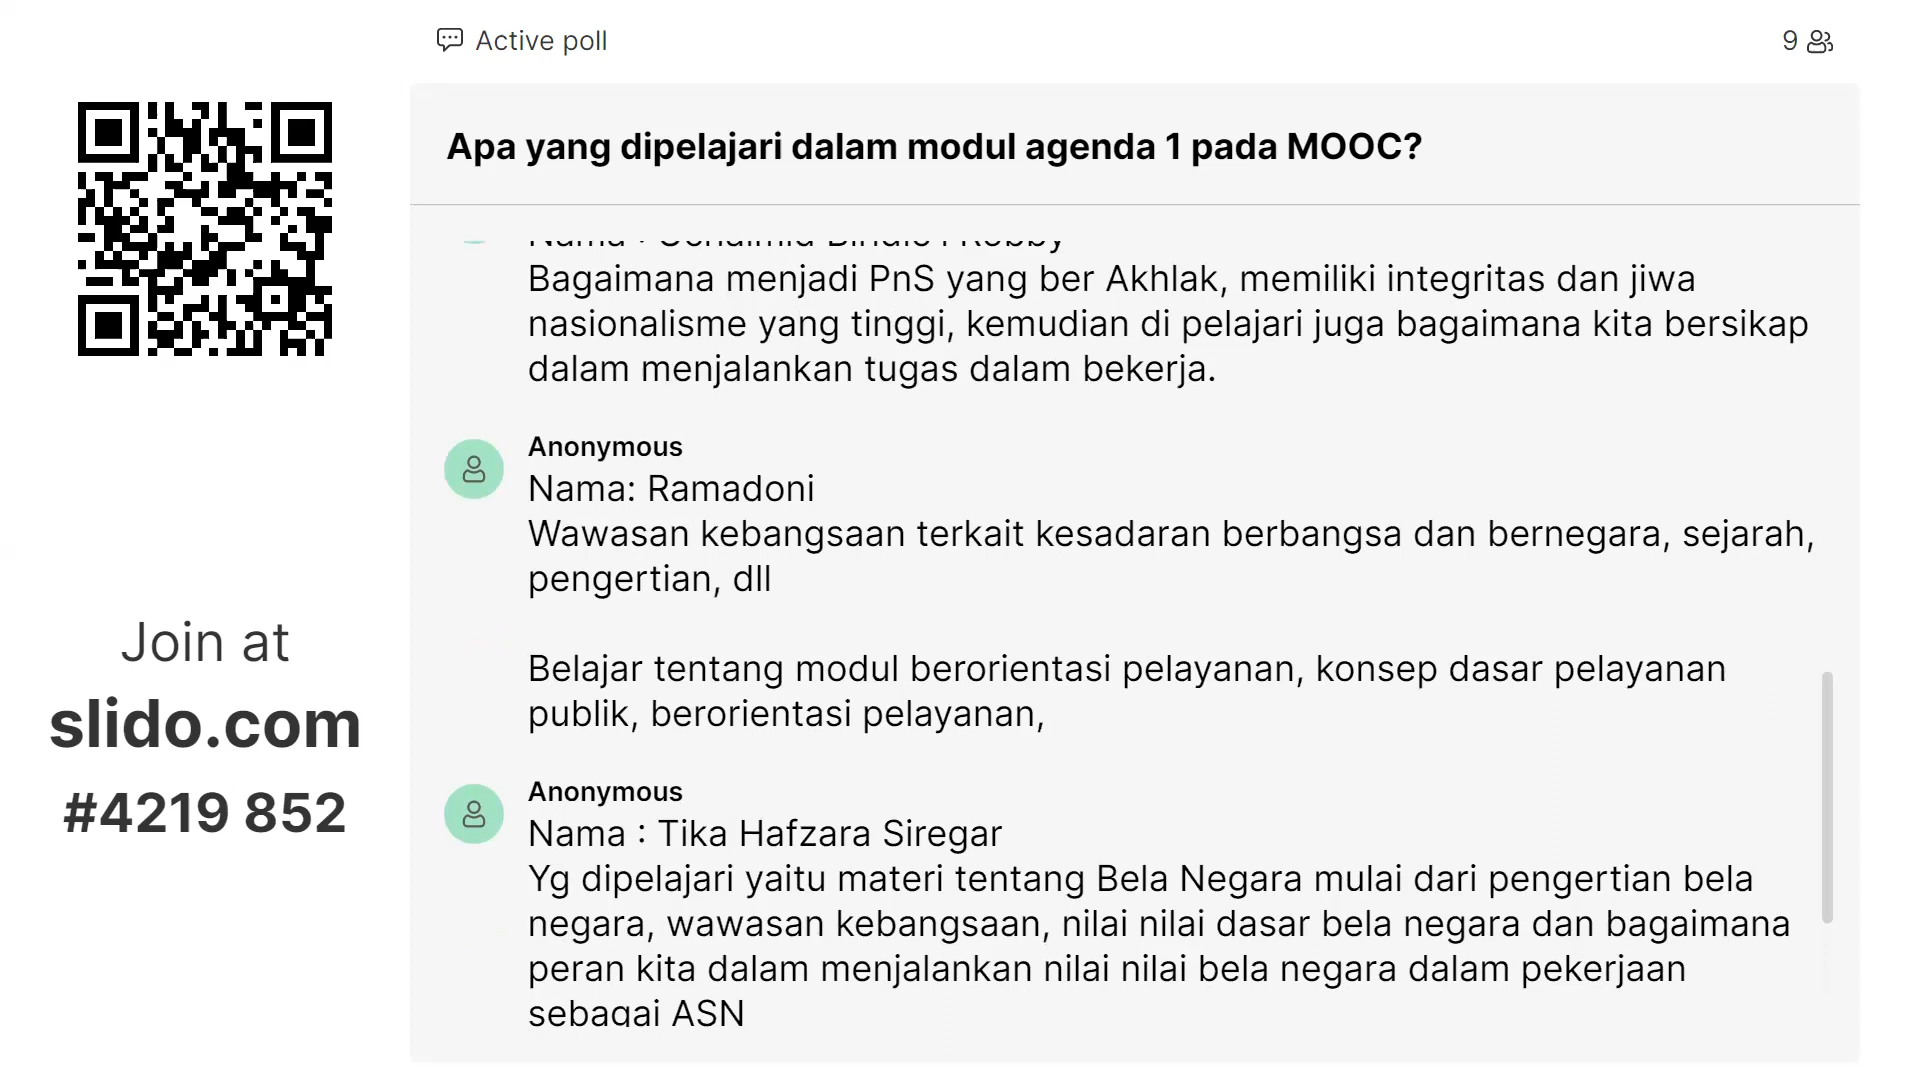 Active poll
9
Apa yang dipelajari dalam modul agenda 1 pada MOOC?
Bagaimana menjadi PnS yang ber Akhlak, memiliki integritas dan jiwa
nasionalisme yang tinggi, kemudian di pelajari juga bagaimana kita bersikap
dalam menjalankan tugas dalam bekerja.
Anonymous
Nama: Ramadoni
Wawasan kebangsaan terkait kesadaran berbangsa dan bernegara, sejarah,
pengertian, dll
Belajar tentang modul berorientasi pelayanan, konsep dasar pelayanan
publik, berorientasi pelayanan,
Anonymous
Nama : Tika Hafzara Siregar
Yg dipelajari yaitu materi tentang Bela Negara mulai dari pengertian bela
negara, wawasan kebangsaan, nilai nilai dasar bela negara dan bagaimana
peran kita dalam menjalankan nilai nilai bela negara dalam pekerjaan
sebagai ASN
Join at
slido.com
#4219 852